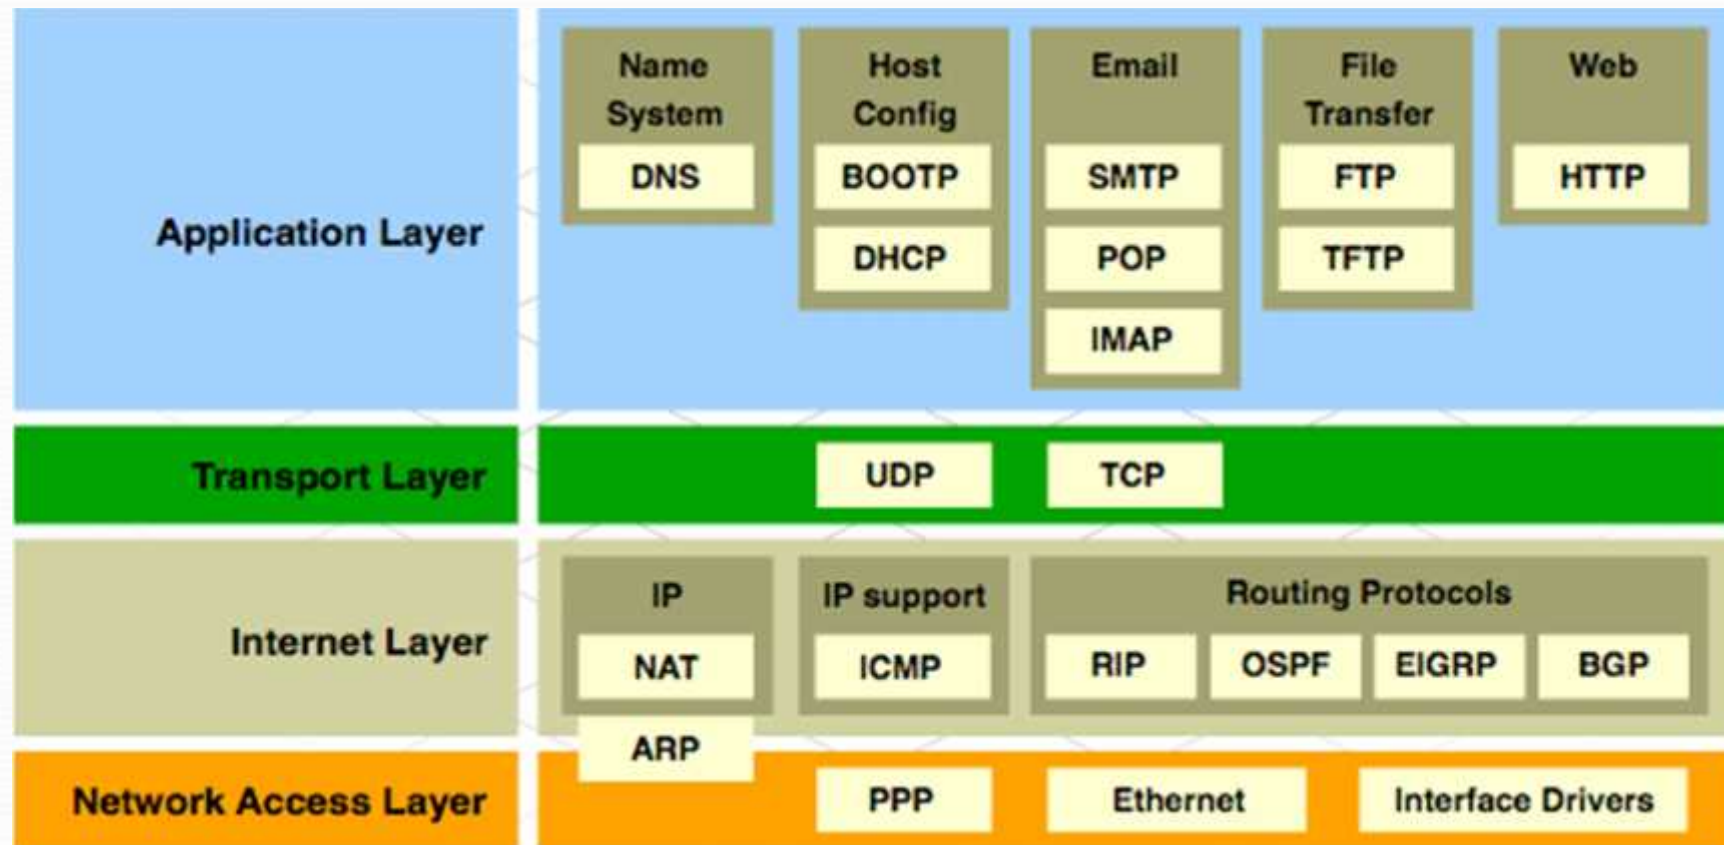 Application Layer
Name
System
DNS
Host
Config
BOOTP
DHCP
Email
SMTP
POP
IMAP
File
Transfer
FTP
TFTP
Web
HTTP
Transport Layer
UDP
TCP
Internet Layer
IP
NAT
ARP
IP support
ICMP
Routing Protocols
RIP
OSPF
EIGRP
BGP
Network Access Layer
PPP
Ethernet
Interface Drivers